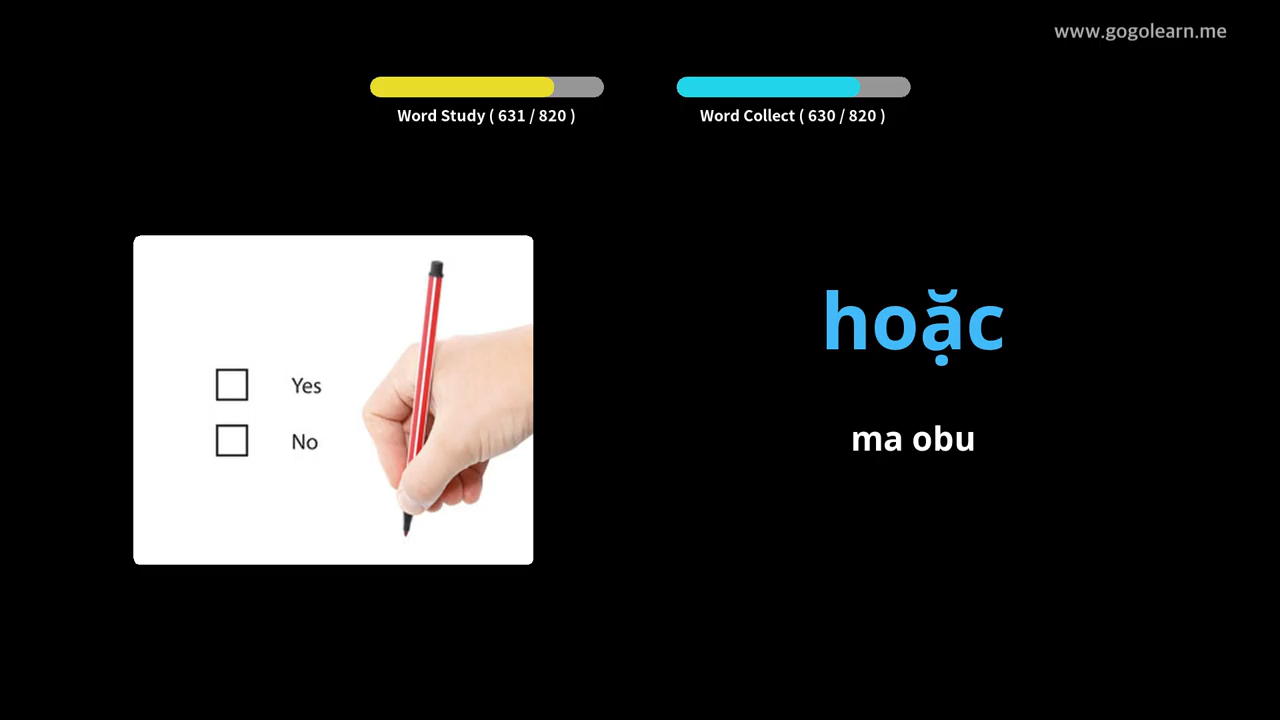 www.gogolearn.me
Word Study ( 631 / 820 )
Word Collect ( 630 / 820 )
Yes
No
hoặc
ma obu